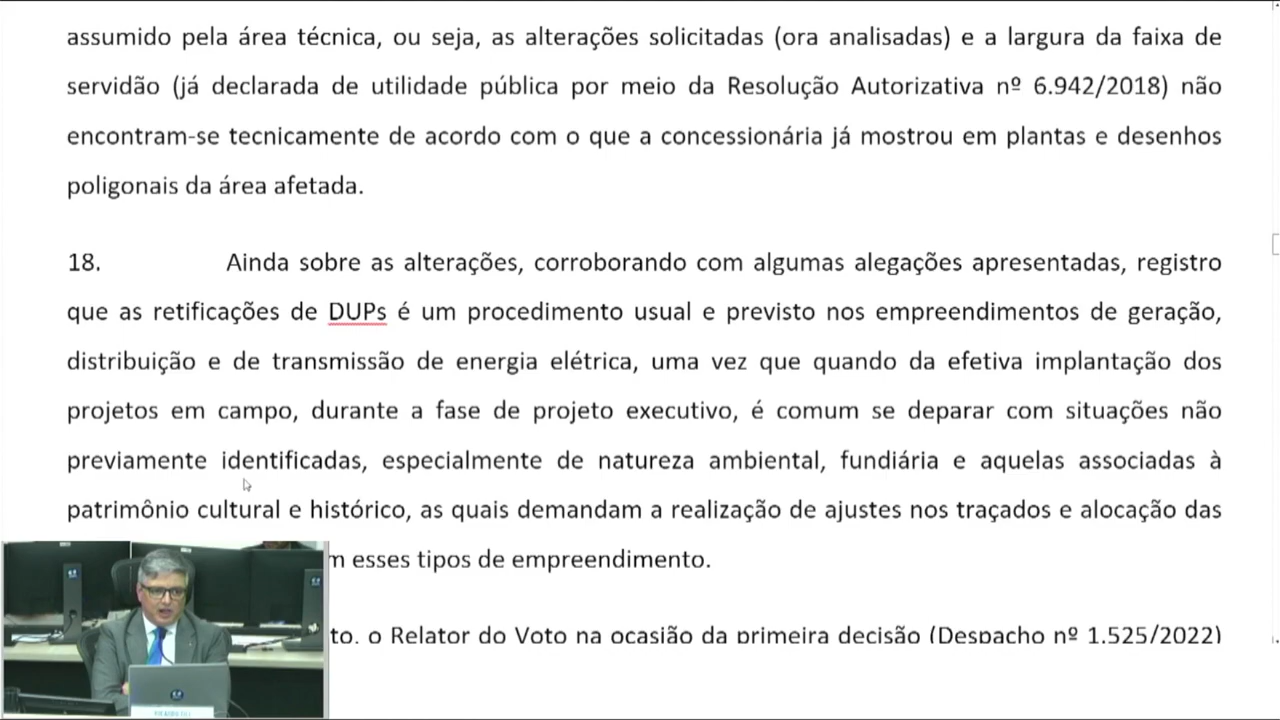 assumido pela área técnica, ou seja, as alterações solicitadas (ora analisadas) e a largura da faixa de
servidão (já declarada de utilidade pública por meio da Resolução Autorizativa nº 6.942/2018) não
encontram-se tecnicamente de acordo com o que a concessionária já mostrou em plantas e desenhos
poligonais da área afetada.
18. Ainda sobre as alterações, corroborando com algumas alegações apresentadas, registro
que as retificações de DUPs é um procedimento usual e previsto nos empreendimentos de geração,
distribuição e de transmissão de energia elétrica, uma vez que quando da efetiva implantação dos
projetos em campo, durante a fase de projeto executivo, é comum se deparar com situações não
previamente identificadas, especialmente de natureza ambiental, fundiária e aquelas associadas à
patrimônio cultural e histórico, as quais demandam a realização de ajustes nos traçados e alocação das
m esses tipos de empreendimento.
to, o Relator do Voto na ocasião da primeira decisão (Despacho nº 1.525/2022)